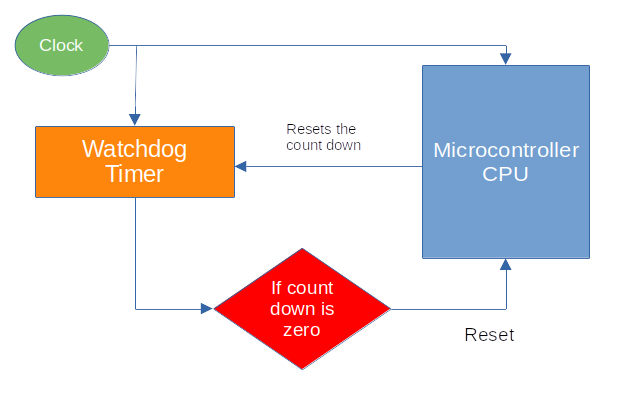 Clock
Resets the
count down
Watchdog
Timer
Microcontroller
CPU
If count
down is
zero
Reset